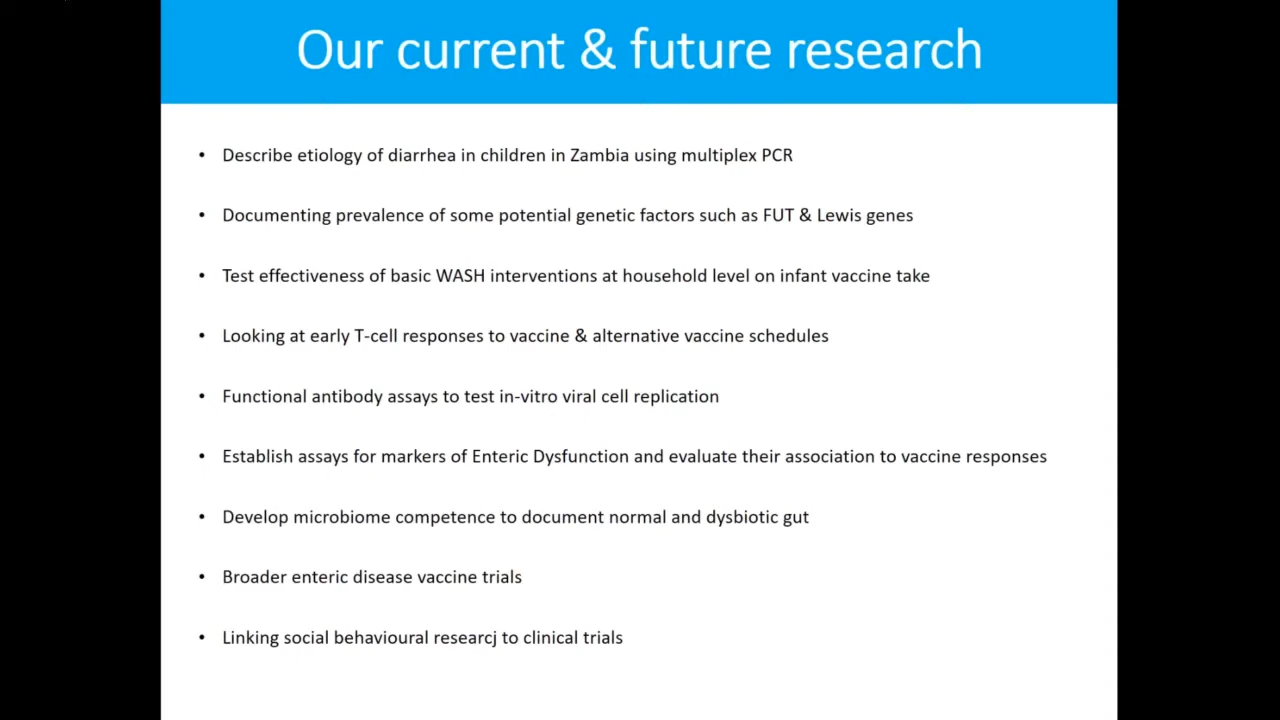 Our current & future research
• Describe etiology of diarrhea in children in Zambia using multiplex PCR
• Documenting prevalence of some potential genetic factors such as FUT & Lewis genes
• Test effectiveness of basic WASH interventions at household level on infant vaccine take
• Looking at early T-cell responses to vaccine & alternative vaccine schedules
• Functional antibody assays to test in-vitro viral cell replication
• Establish assays for markers of Enteric Dysfunction and evaluate their association to vaccine responses
• Develop microbiome competence to document normal and dysbiotic gut
• Broader enteric disease vaccine trials
• Linking social behavioural researcj to clinical trials